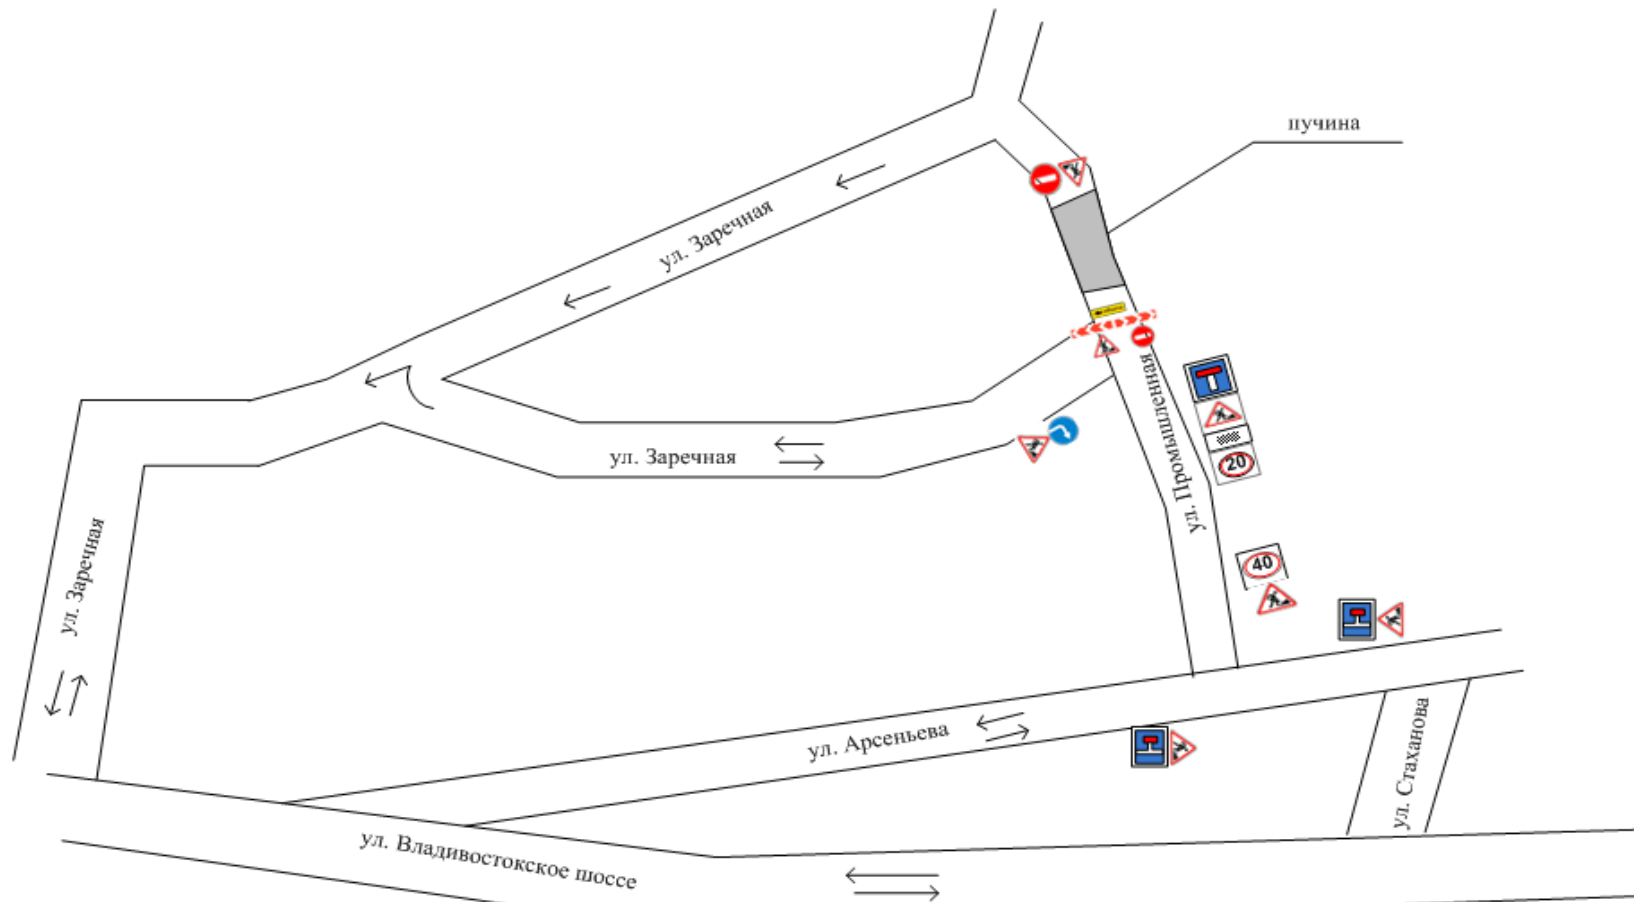 пучина
ул. Заречная
ул. Промышленная
ул. Заречная
20
ул. Заречная
40
ул. Арсеньева
ул. Стаханова
ул. Владивостокское шоссе